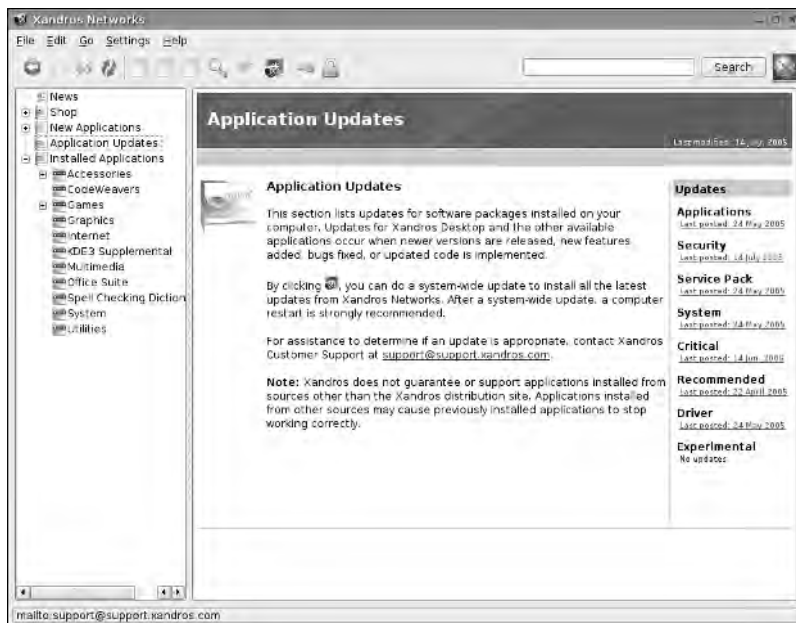 Xandros Networks
File Edit Go Settings Help
Search
News
Shop
New Applications
Application Updates
Installed Applications
Accessories
CodeWeavers
Games
Graphics
Internet
KDE3 Supplemental
Multimedia
Office Suite
Spell Checking Diction
System
Utilities
Application Updates
Last modified: 14 July, 2005
Application Updates
This section lists updates for software packages installed on your
computer. Updates for Xandros Desktop and the other available
applications occur when newer versions are released, new features
added, bugs fixed, or updated code is implemented.
By clicking , you can do a system-wide update to install all the latest
updates from Xandros Networks. After a system-wide update, a computer
restart is strongly recommended.
For assistance to determine if an update is appropriate, contact Xandros
Customer Support at support@support.xandros.com.
Note: Xandros does not guarantee or support applications installed from
sources other than the Xandros distribution site. Applications installed
from other sources may cause previously installed applications to stop
working correctly.
Updates
Applications
Last posted: 24 May 2005
Security
Last posted: 14 July 2005
Service Pack
Last posted: 24 May 2005
System
Last posted: 24 May 2005
Critical
Last posted: 14 Jun, 2005
Recommended
Last posted: 22 April 2005
Driver
Last posted: 24 May 2005
Experimental
No updates
mailto:support@support.xandros.com